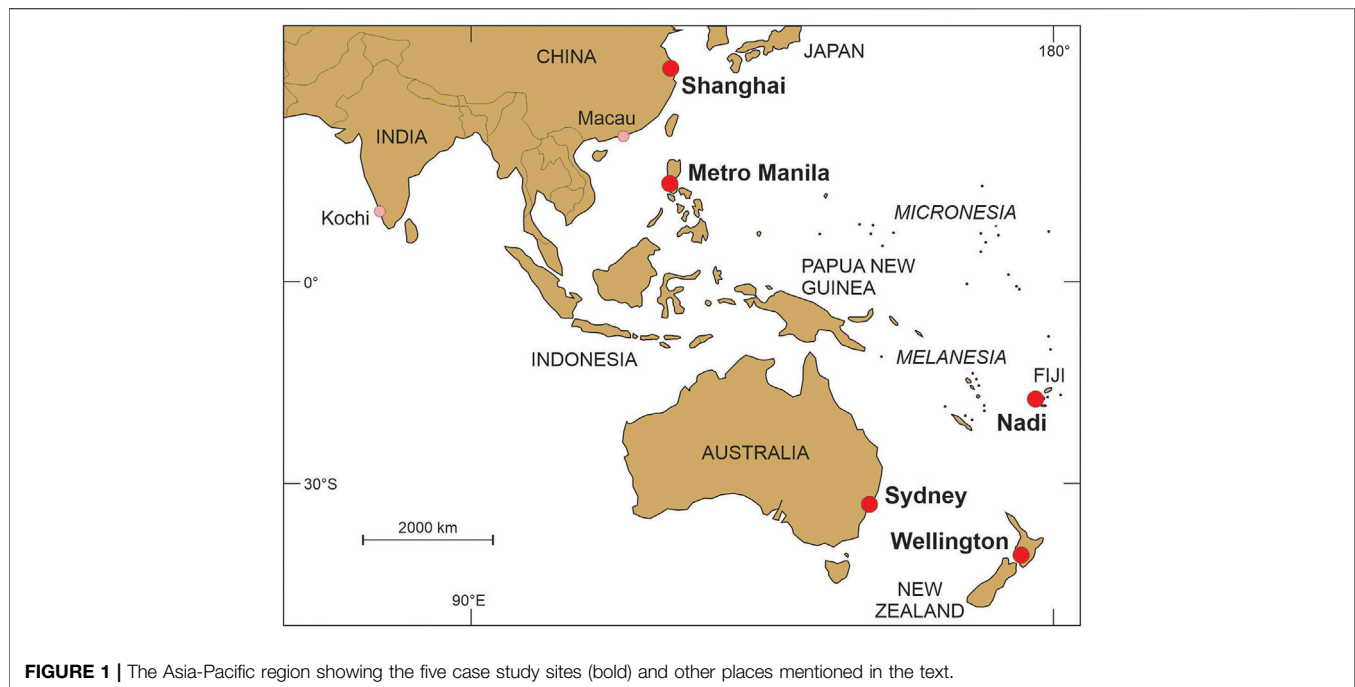 CHINA
JAPAN
180°
Shanghai
Macau
INDIA
Metro Manila
Kochi
MICRONESIA
PAPUA NEW
GUINEA
0°
INDONESIA
MELANESIA
FIJI
Nadi
AUSTRALIA
30°S
Sydney
2000 km
Wellington
90°E
NEW
ZEALAND
FIGURE 1 | The Asia-Pacific region showing the five case study sites (bold) and other places mentioned in the text.